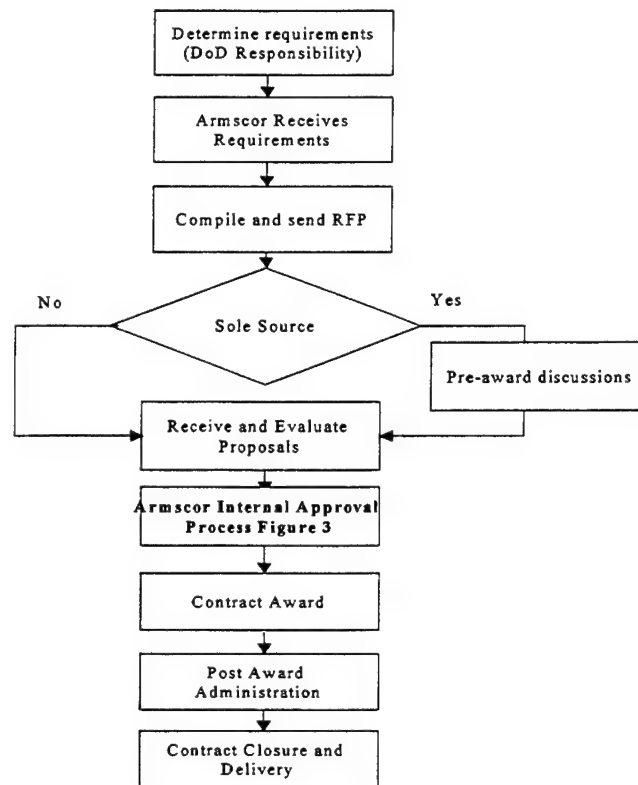 Determine requirements
(DoD Responsibility)
Armscor Receives
Requirements
Compile and send RFP
No
Yes
Sole Source
Pre-award discussions
Receive and Evaluate
Proposals
Armscor Internal Approval
Process Figure 3
Contract Award
Post Award
Administration
Contract Closure and
Delivery